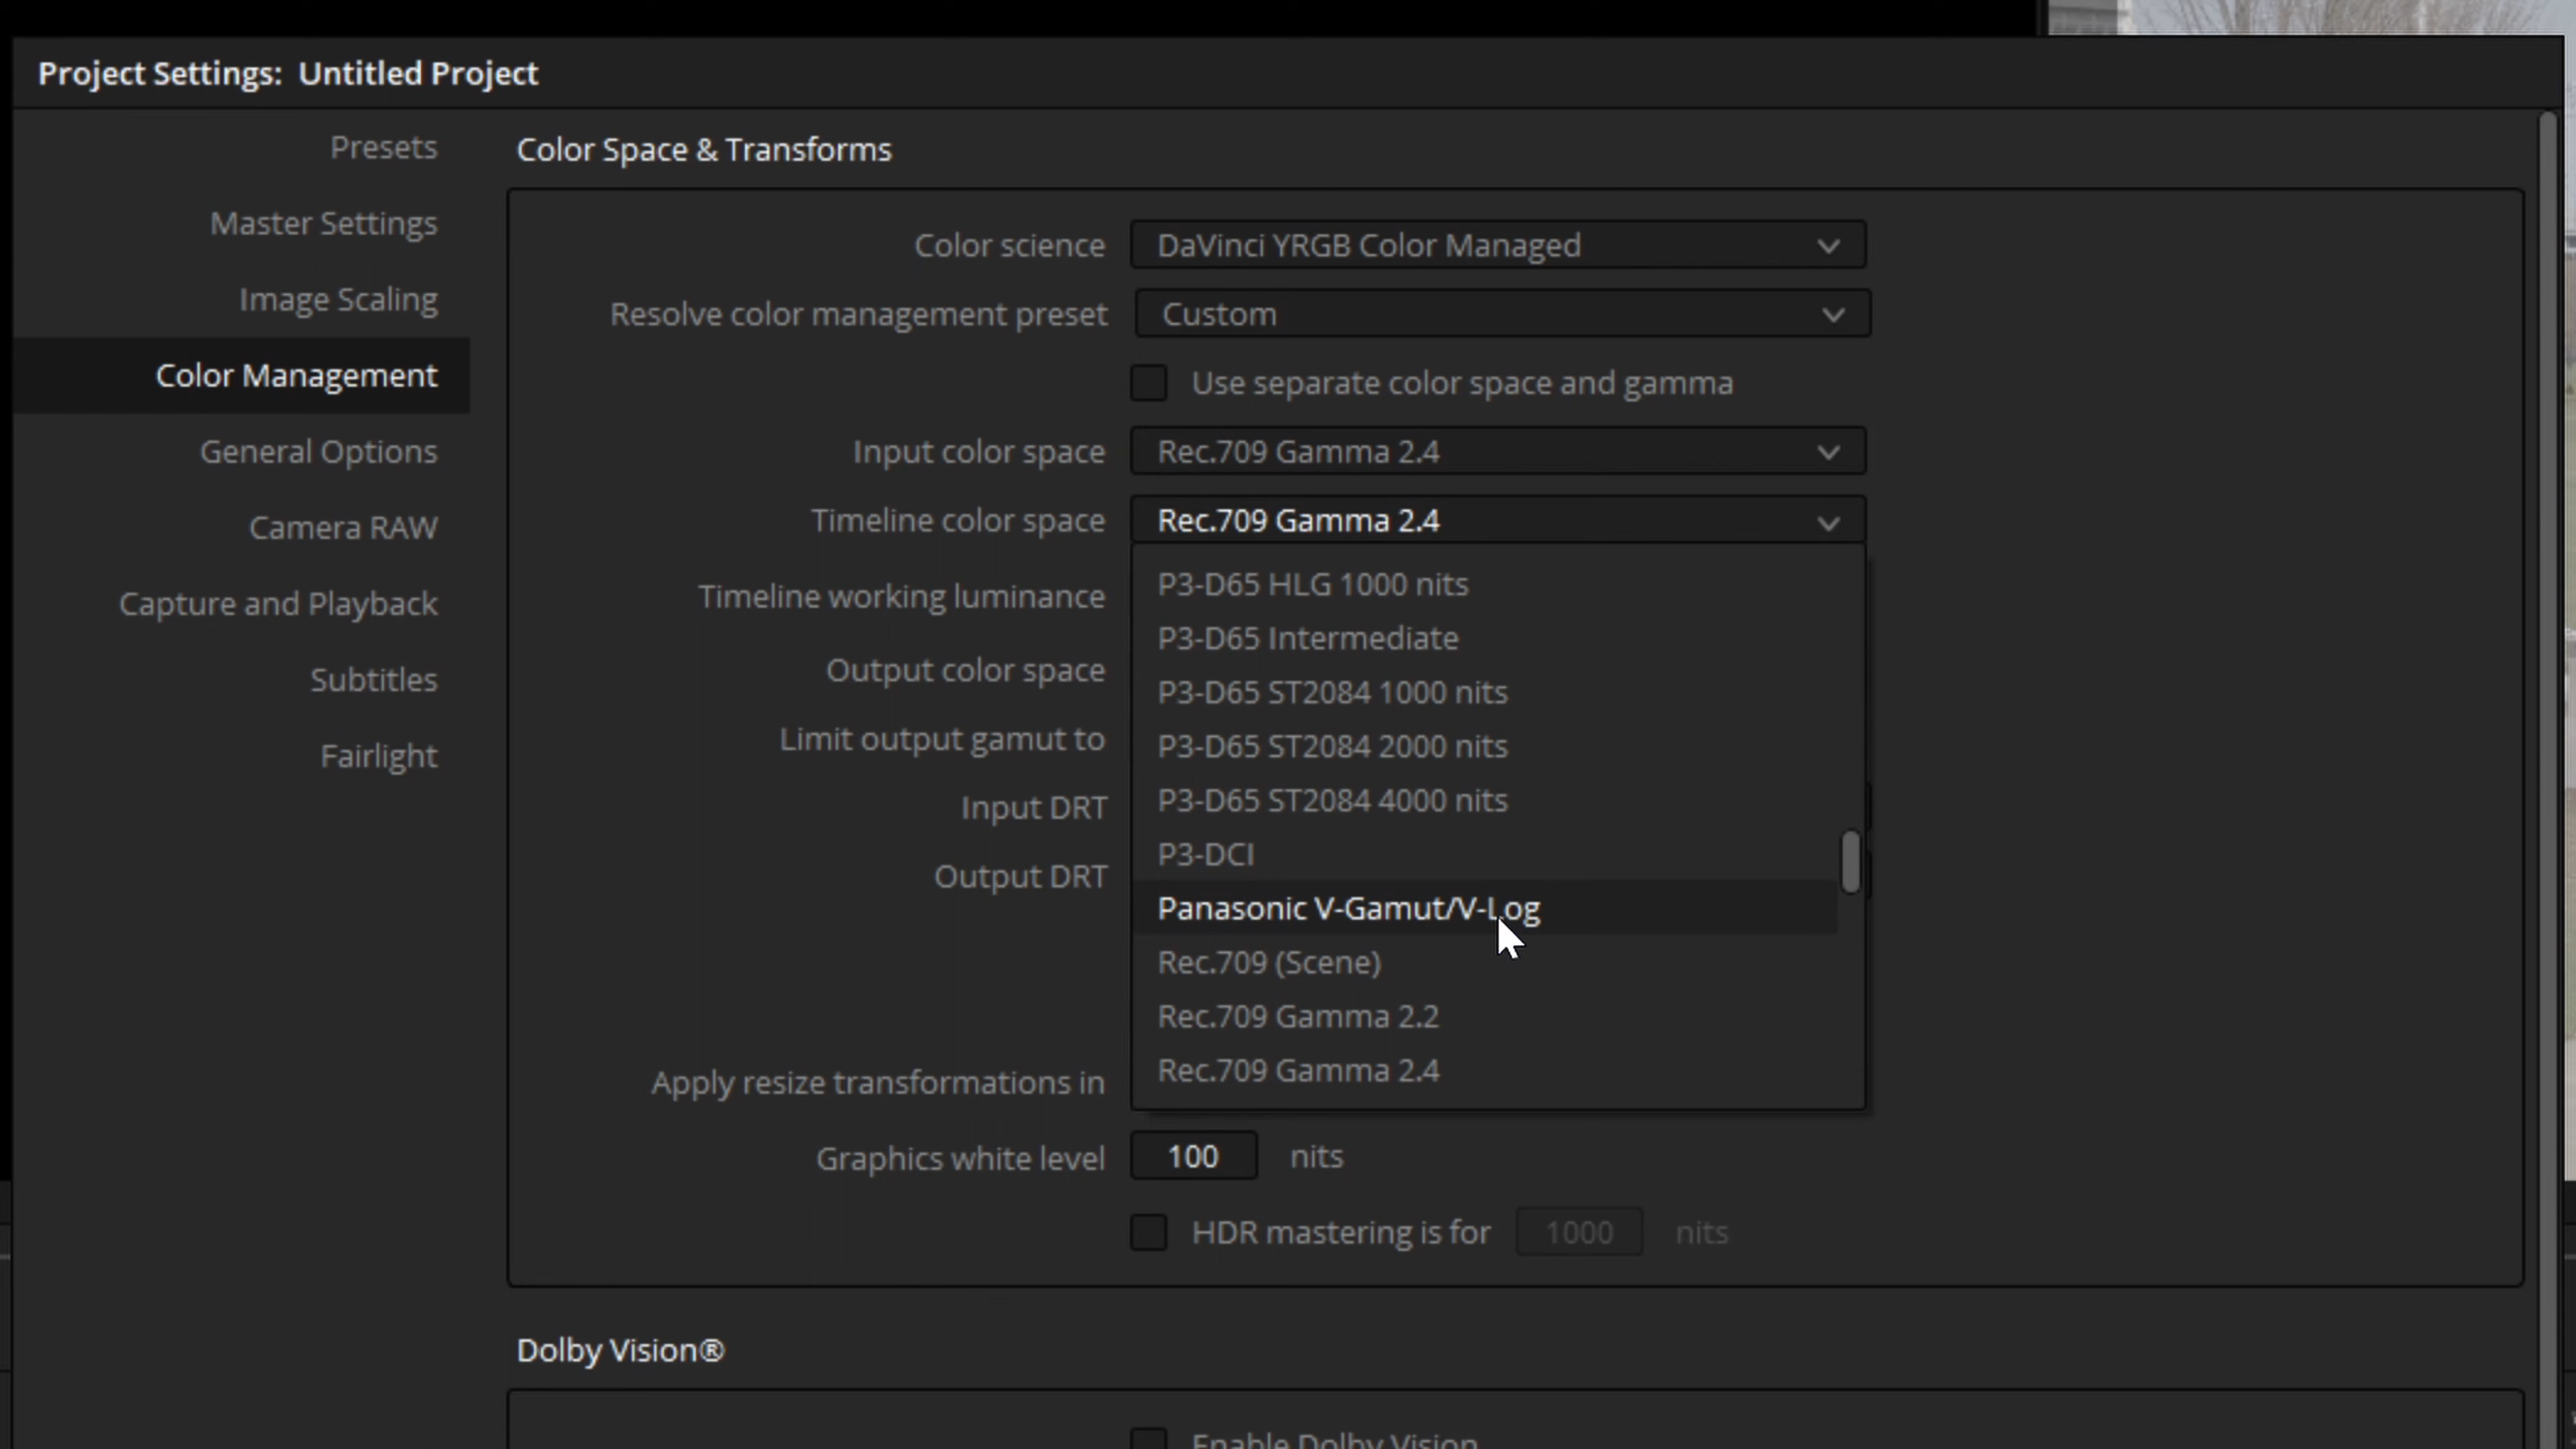 Project Settings: Untitled Project
Presets
Master Settings
Image Scaling
Color Management
General Options
Camera RAW
Capture and Playback
Subtitles
Fairlight
Color Space & Transforms
Color science DaVinci YRGB Color Managed
Resolve color management preset Custom
Use separate color space and gamma
Input color space Rec.709 Gamma 2.4
Timeline color space Rec.709 Gamma 2.4
Timeline working luminance
Output color space
Limit output gamut to
Input DRT
Output DRT
P3-D65 HLG 1000 nits
P3-D65 Intermediate
P3-D65 ST2084 1000 nits
P3-D65 ST2084 2000 nits
P3-D65 ST2084 4000 nits
P3-DCI
Panasonic V-Gamut/V-Log
Rec.709 (Scene)
Rec.709 Gamma 2.2
Rec.709 Gamma 2.4
Apply resize transformations in
Graphics white level 100 nits
HDR mastering is for 1000 nits
Dolby Vision®
Enable Dolby Vision